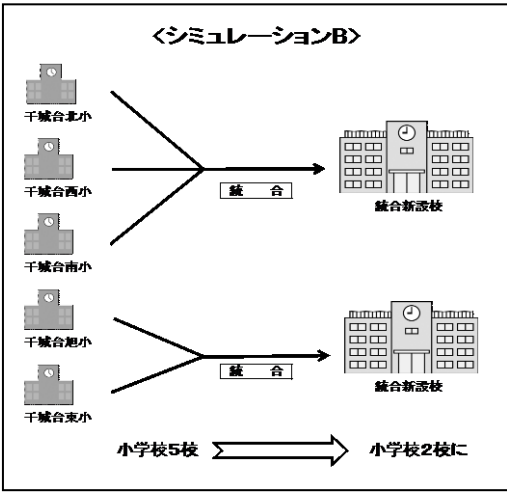 〈シミュレーションB〉
千城台北小
千城台西小
統　合
統合新設校
千城台南小
千城台旭小
統　合
統合新設校
千城台東小
小学校5校
小学校2校に